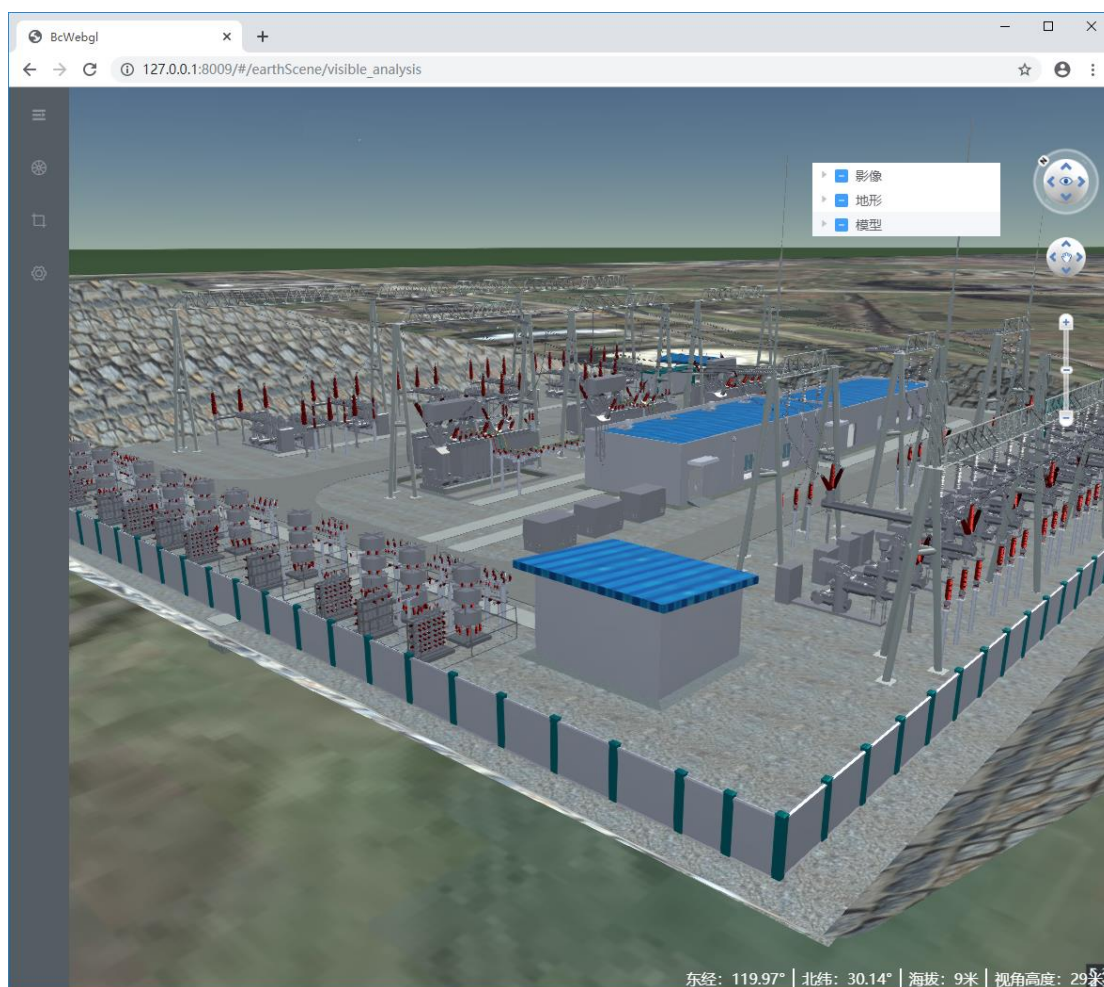 BcWebgl
127.0.0.1:8009/#/earthScene/visible_analysis
影像
地形
模型
东经：119.97° | 北纬：30.14° | 海拔：9米 | 视角高度：29